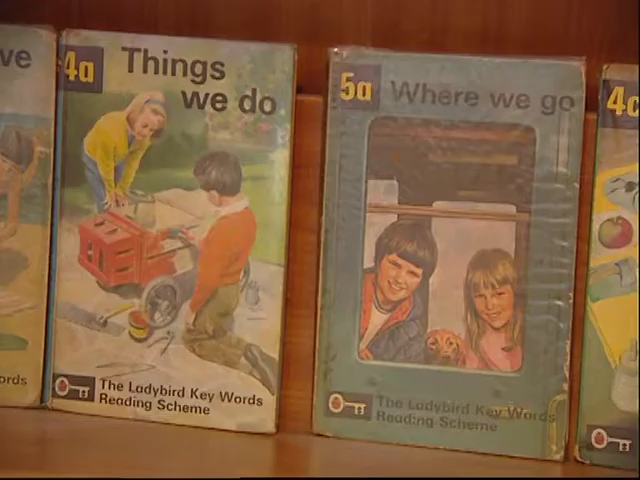 ve
ords
4a
Things
we do
The Ladybird Key Words
Reading Scheme
5a
Where we go
The Ladybird Key Words
Reading Scheme
4c